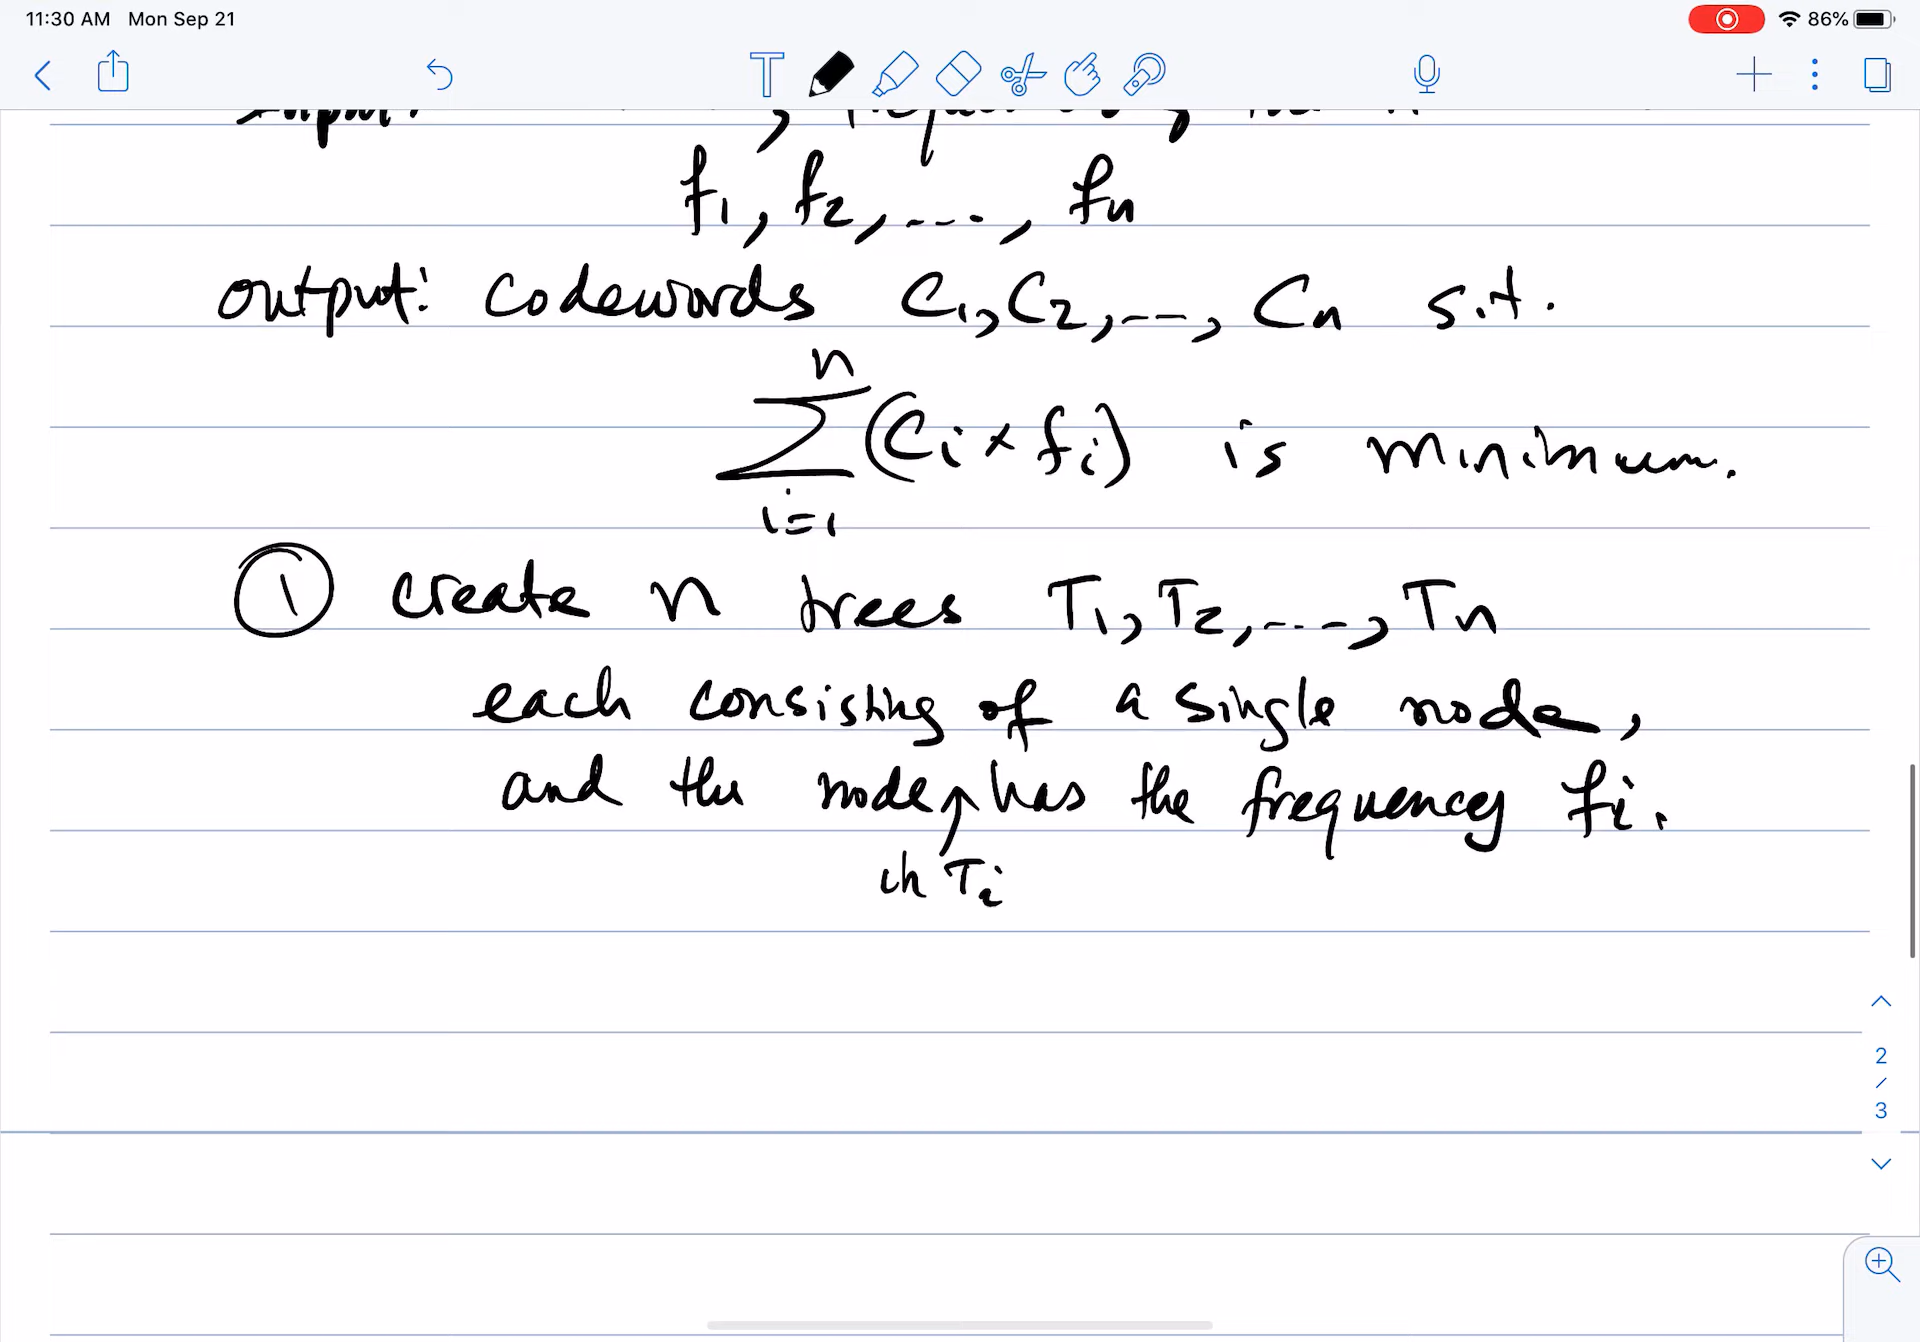 11:30 AM Mon Sep 21
86%
T
Input:
f1, f2, ...., fn
output: codewords C1, C2, ---, Cn s.t.
n
∑ (Ci × fi) is minimum.
i=1
① create n trees T1, T2, ...., Tn
each consisting of a single node,
and the node has the frequency fi.
in Ti
2
/
3